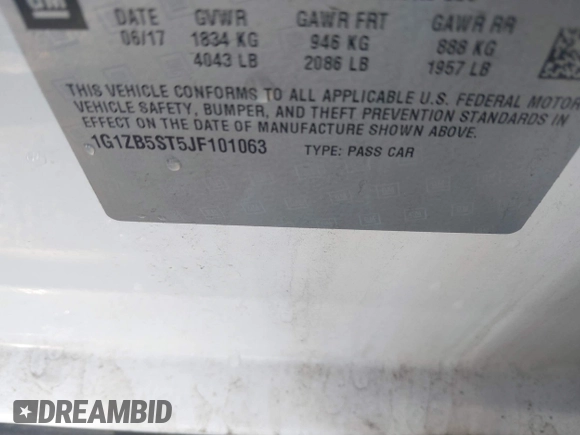 GM
DATE GVWR GAWR FRT GAWR RR
06/17 1834 KG 946 KG 888 KG
4043 LB 2086 LB 1957 LB
THIS VEHICLE CONFORMS TO ALL APPLICABLE U.S. FEDERAL MOTOR
VEHICLE SAFETY, BUMPER, AND THEFT PREVENTION STANDARDS IN
EFFECT ON THE DATE OF MANUFACTURE SHOWN ABOVE.
1G1ZB5ST5JF101063 TYPE: PASS CAR
DREAMBID